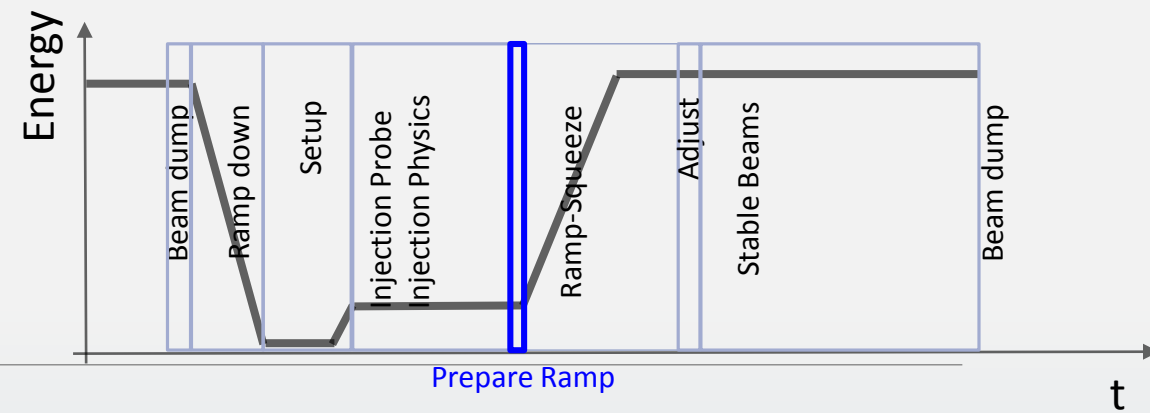 Energy
Beam dump
Ramp down
Setup
Injection Probe
Injection Physics
Ramp-Squeeze
Adjust
Stable Beams
Beam dump
Prepare Ramp
t